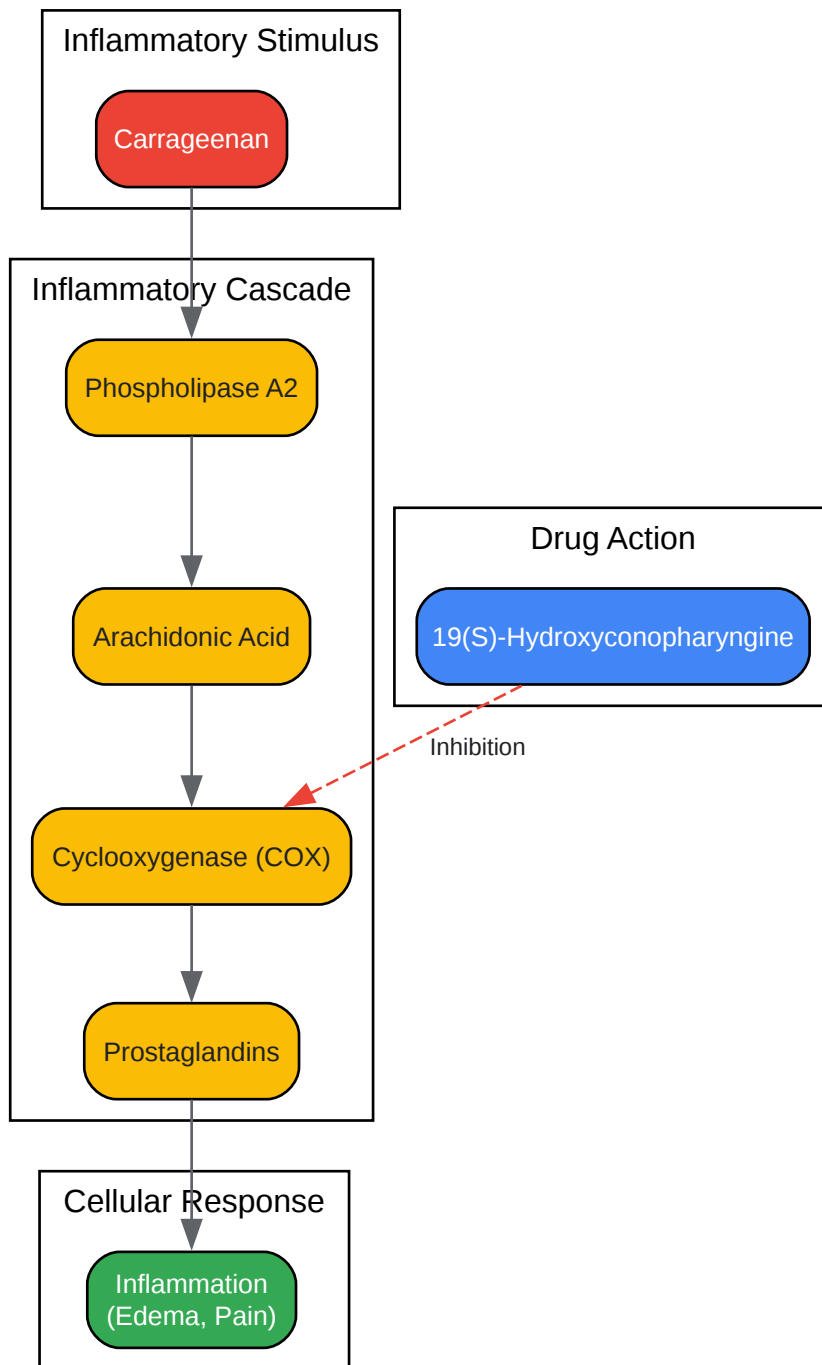 Inflammatory Stimulus
Carrageenan
Inflammatory Cascade
Phospholipase A2
Drug Action
Arachidonic Acid
19(S)-Hydroxyconopharyngine
Inhibition
Cyclooxygenase (COX)
Prostaglandins
Cellular Response
Inflammation
(Edema, Pain)